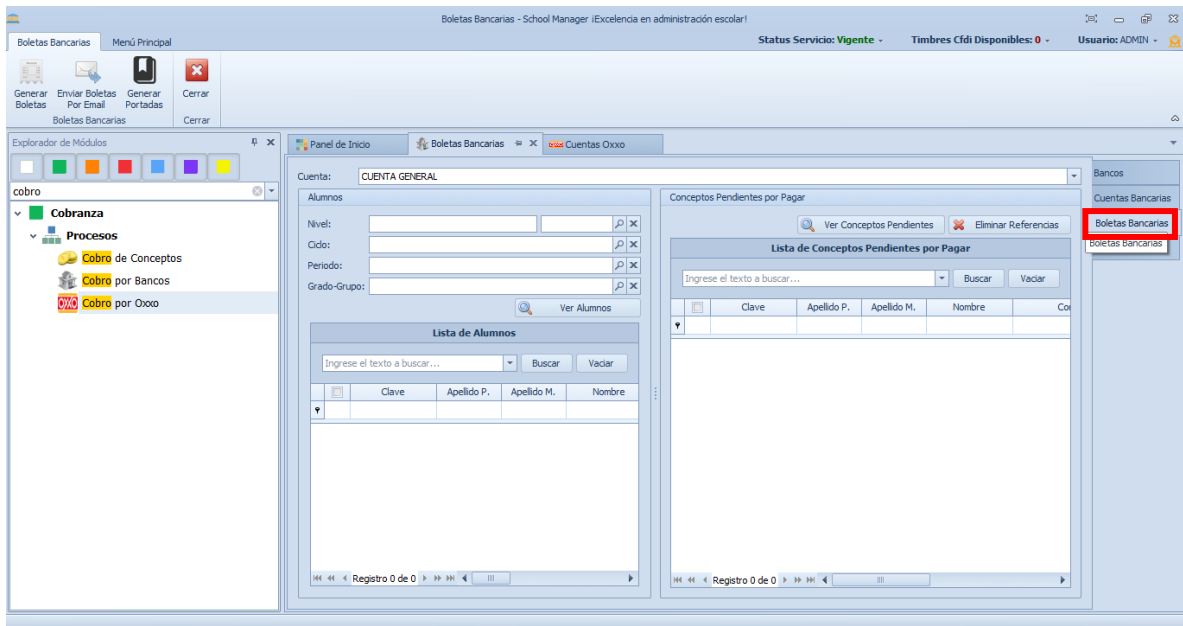 Boletas Bancarias - School Manager ¡Excelencia en administración escolar!
Boletas Bancarias Menú Principal Status Servicio: Vigente Timbres Cfdi Disponibles: 0 Usuario: ADMIN
Generar Boletas
Enviar Boletas Por Email
Generar Portadas
Cerrar
Boletas Bancarias Cerrar
Explorador de Módulos
cobro
Cobranza
Procesos
Cobro de Conceptos
Cobro por Bancos
OXXO Cobro por Oxxo
Panel de Inicio Boletas Bancarias Cuentas Oxxo
Cuenta: CUENTA GENERAL
Alumnos
Nivel:
Ciclo:
Periodo:
Grado-Grupo:
Ver Alumnos
Lista de Alumnos
Ingrese el texto a buscar... Buscar Vaciar
Clave Apellido P. Apellido M. Nombre
Registro 0 de 0
Conceptos Pendientes por Pagar
Ver Conceptos Pendientes Eliminar Referencias
Lista de Conceptos Pendientes por Pagar
Ingrese el texto a buscar... Buscar Vaciar
Clave Apellido P. Apellido M. Nombre Co
Registro 0 de 0
Bancos
Cuentas Bancarias
Boletas Bancarias
Boletas Bancarias